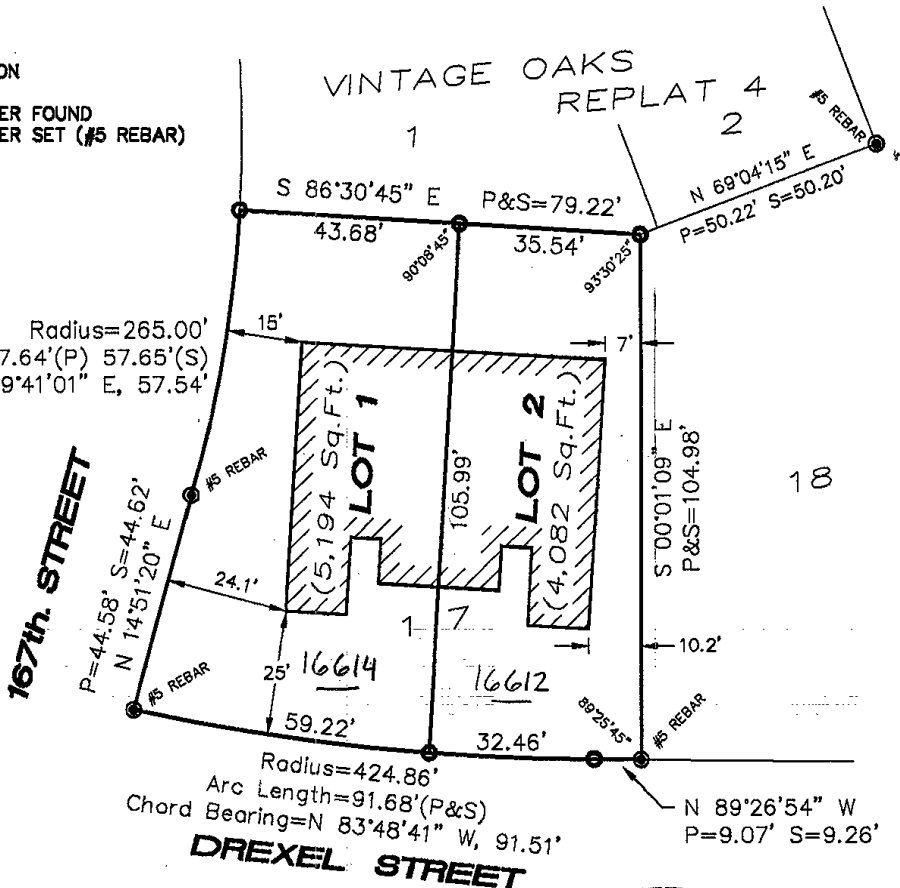 ON
ER FOUND
ER SET (#5 REBAR)
VINTAGE OAKS
REPLAT 4
1
2
#5 REBAR
N 69°04'15" E
P=50.22' S=50.20'
S 86°30'45" E
P&S=79.22'
43.68'
35.54'
90°08'45"
93°30'25"
Radius=265.00'
7.64'(P) 57.65'(S)
9°41'01" E, 57.54'
15'
7'
LOT 1
(5,194 Sq.Ft.)
LOT 2
(4,082 Sq.Ft.)
105.99'
S 00°01'09" E
P&S=104.98'
18
#5 REBAR
167th. STREET
P=44.58' S=44.62'
N 14°51'20" E
24.1'
17
10.2'
25'
16614
16612
#5 REBAR
59.22'
32.46'
89°25'45"
#5 REBAR
Radius=424.86'
Arc Length=91.68'(P&S)
Chord Bearing=N 83°48'41" W, 91.51'
N 89°26'54" W
P=9.07' S=9.26'
DREXEL STREET